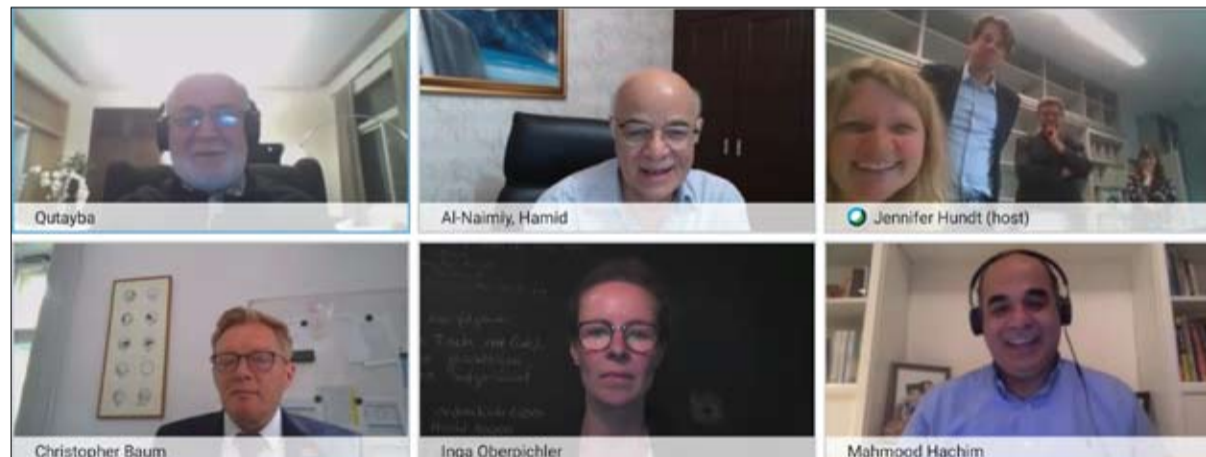 Qutayba
Al-Naimiy, Hamid
Jennifer Hundt (host)
Christopher Baum
Inga Oberpichler
Mahmood Hachim